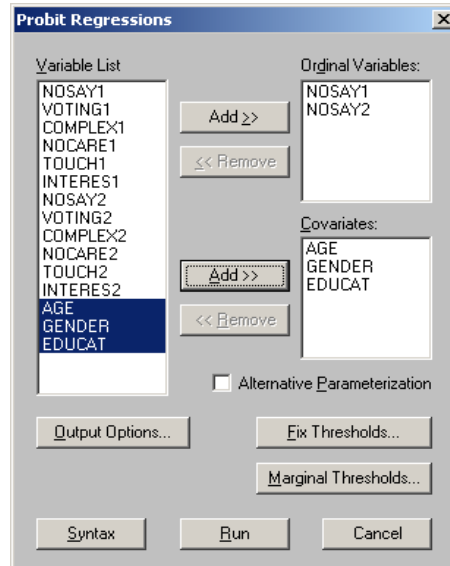 Probit Regressions
Variable List
NOSAY1
VOTING1
COMPLEX1
NOCARE1
TOUCH1
INTERES1
NOSAY2
VOTING2
COMPLEX2
NOCARE2
TOUCH2
INTERES2
AGE
GENDER
EDUCAT
Add >>
<< Remove
Ordinal Variables:
NOSAY1
NOSAY2
Add >>
<< Remove
Covariates:
AGE
GENDER
EDUCAT
Alternative Parameterization
Output Options...
Fix Thresholds...
Marginal Thresholds...
Syntax
Run
Cancel